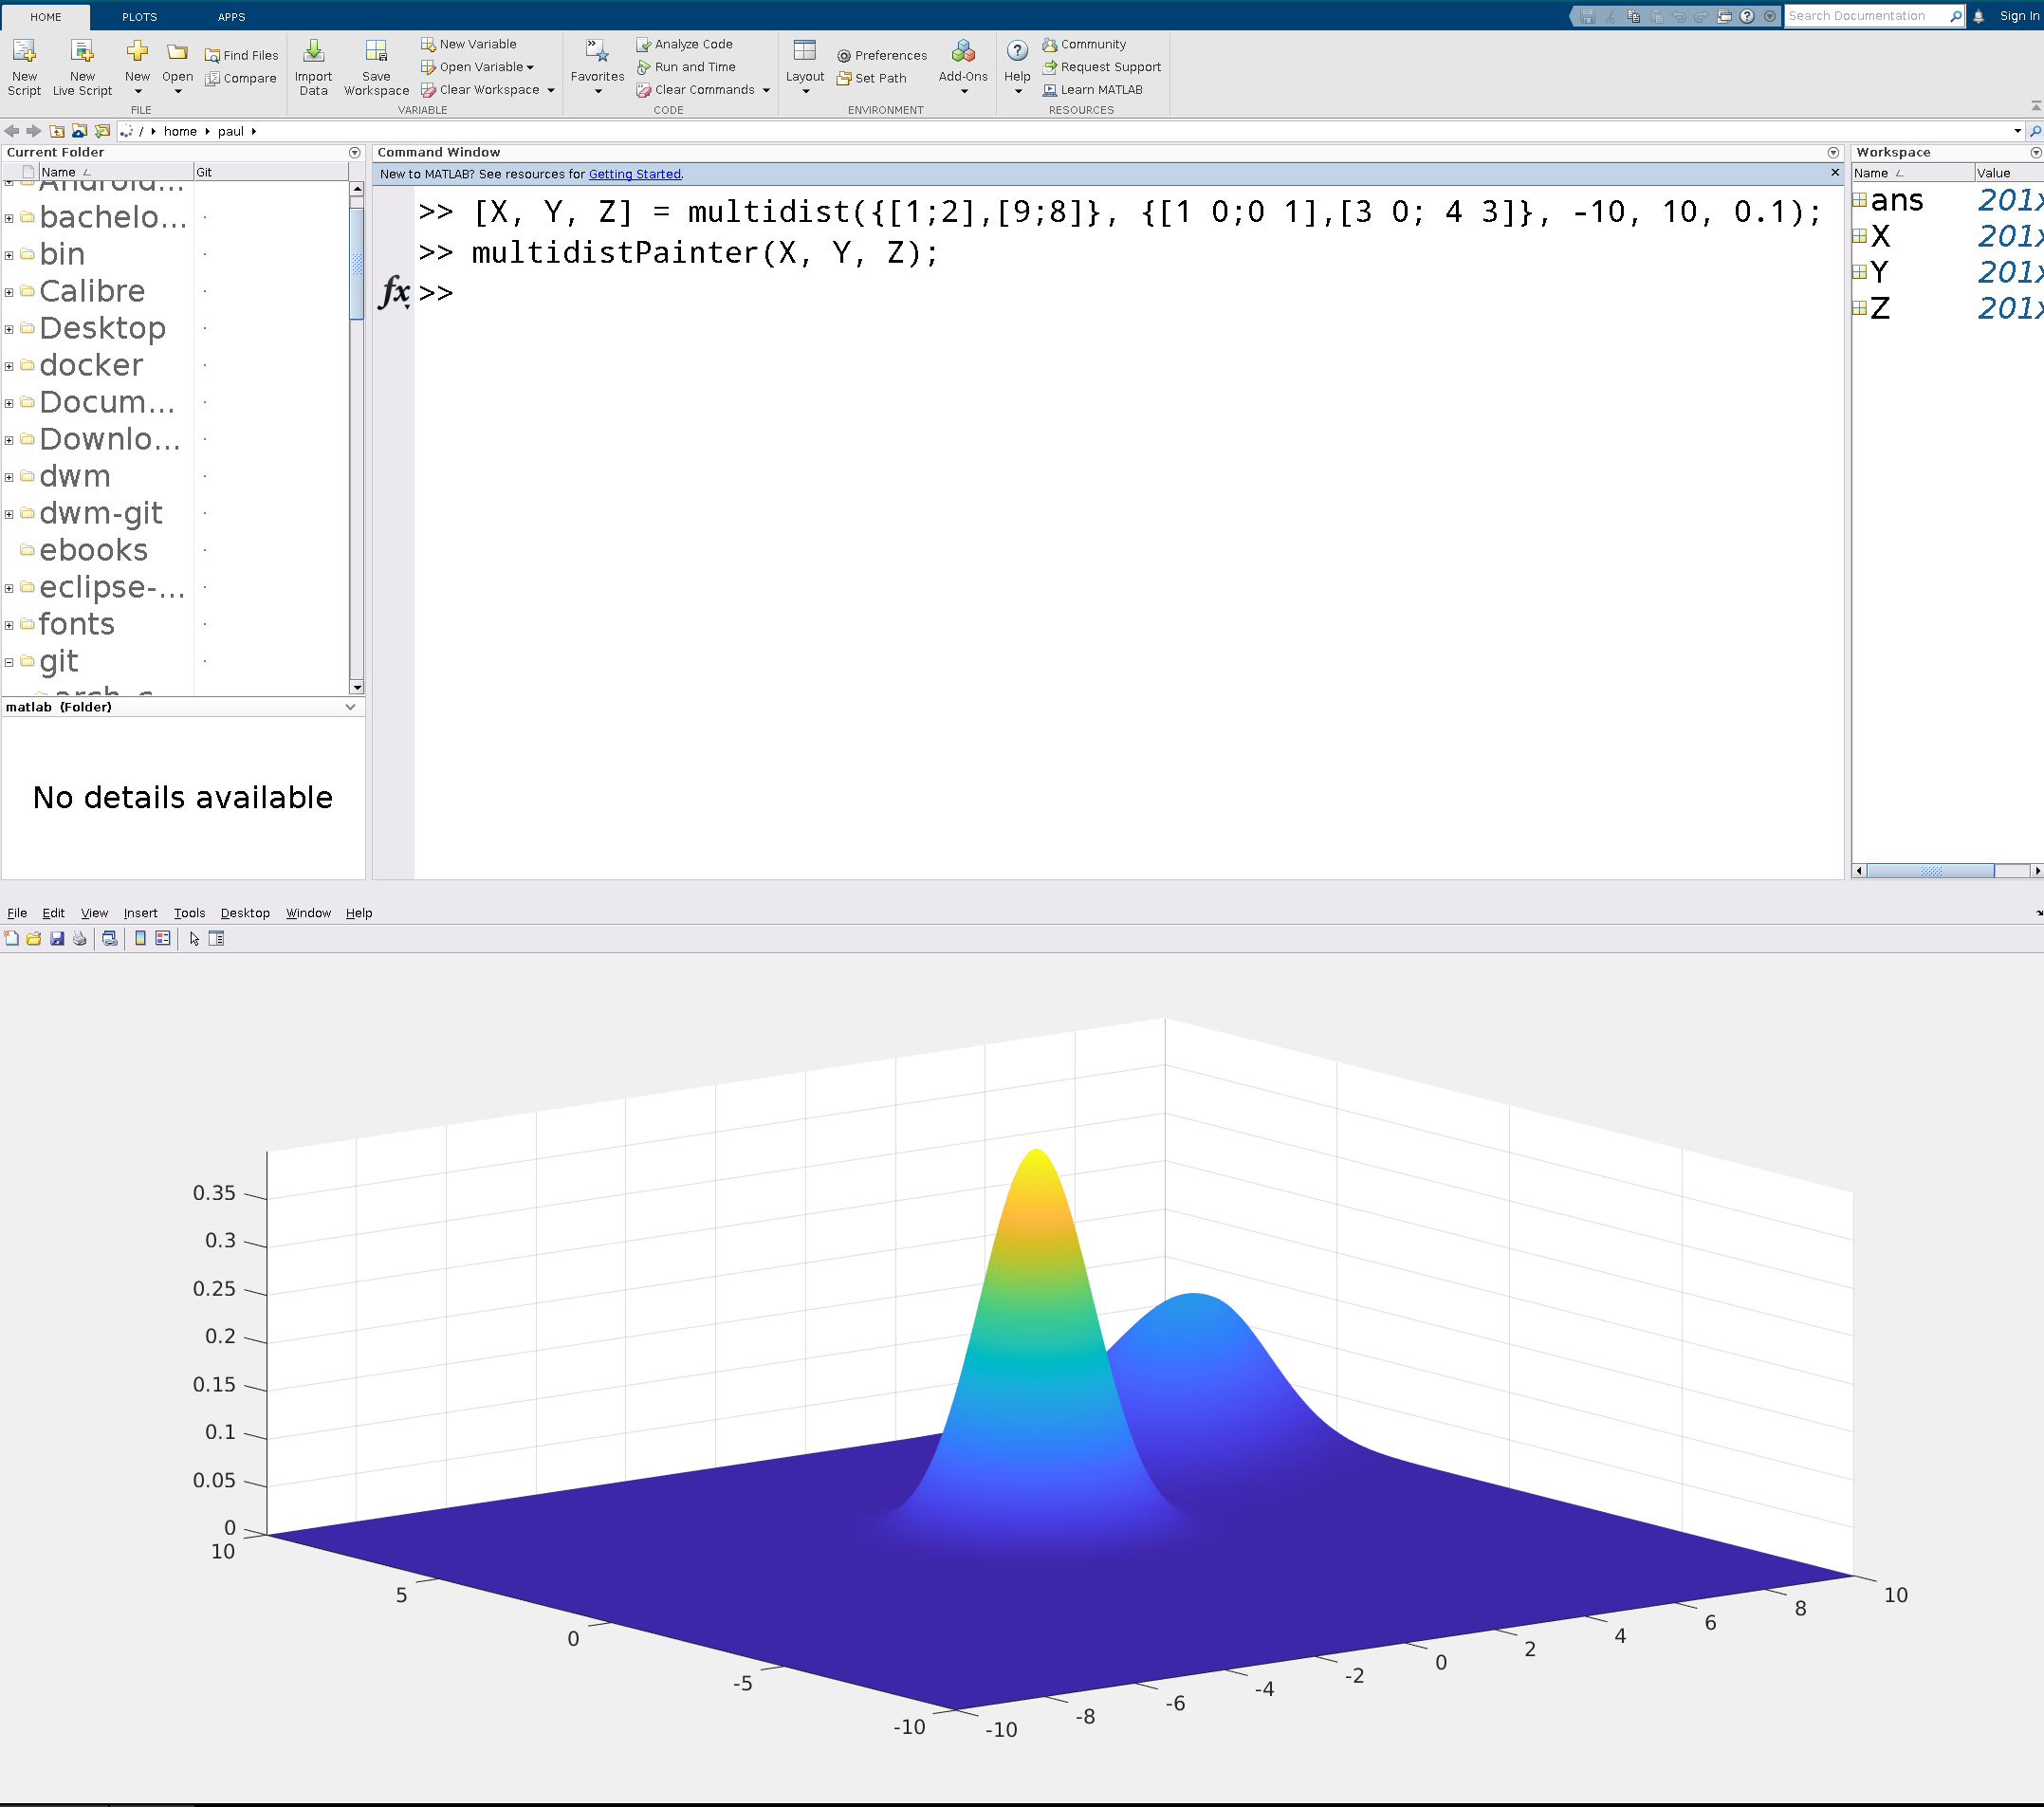 HOME PLOTS APPS Search Documentation Sign In
New Script New Live Script New Open Find Files Compare
FILE
Import Data Save Workspace New Variable Open Variable Clear Workspace
VARIABLE
Favorites Analyze Code Run and Time Clear Commands
CODE
Layout Preferences Set Path Add-Ons
ENVIRONMENT
Help Community Request Support Learn MATLAB
RESOURCES
/ home paul
Current Folder
Name Git
bachelo...
bin
Calibre
Desktop
docker
Docum...
Downlo...
dwm
dwm-git
ebooks
eclipse-...
fonts
git
matlab (Folder)
No details available
Command Window
New to MATLAB? See resources for Getting Started.
>> [X, Y, Z] = multidist({[1;2],[9;8]}, {[1 0;0 1],[3 0; 4 3]}, -10, 10, 0.1);
>> multidistPainter(X, Y, Z);
fx >>
Workspace
Name Value
ans 201x
X 201x
Y 201x
Z 201x
File Edit View Insert Tools Desktop Window Help
0.35
0.3
0.25
0.2
0.15
0.1
0.05
0
10
5
0
-5
-10
-10
-8
-6
-4
-2
0
2
4
6
8
10